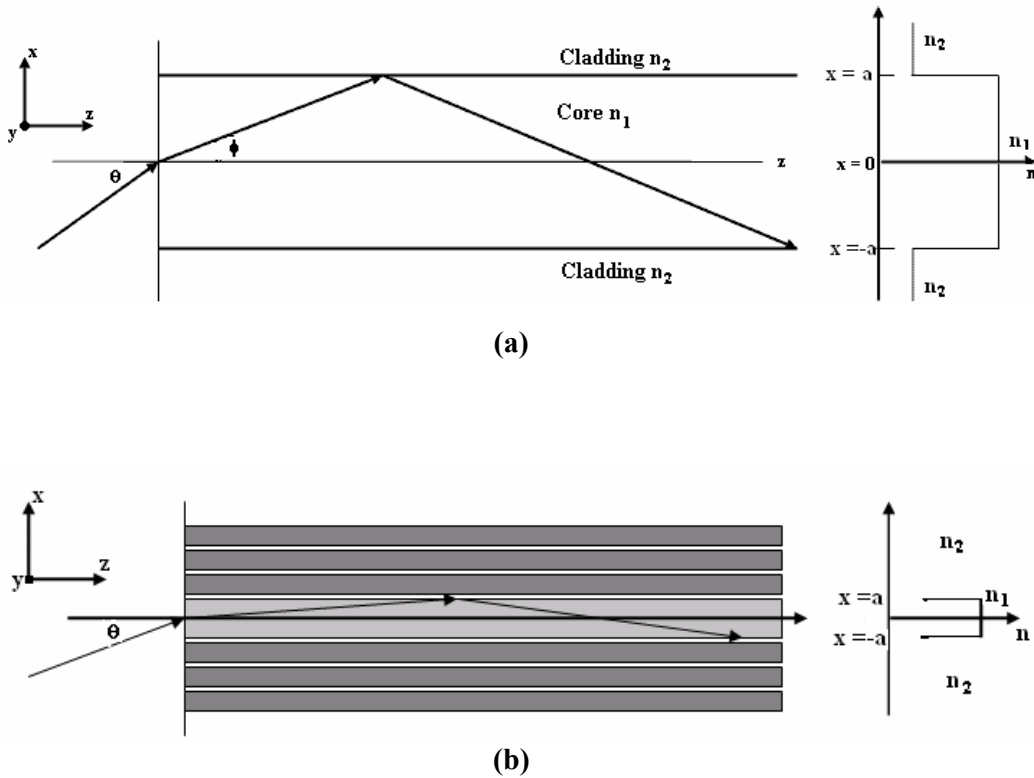 x
z
y
θ
ϕ
Cladding n₂
Core n₁
z
Cladding n₂
n₂
x = a
x = 0
n₁
n
x =-a
n₂
(a)
x
z
y
θ
n₂
x =a
n₁
x =-a
n
n₂
(b)